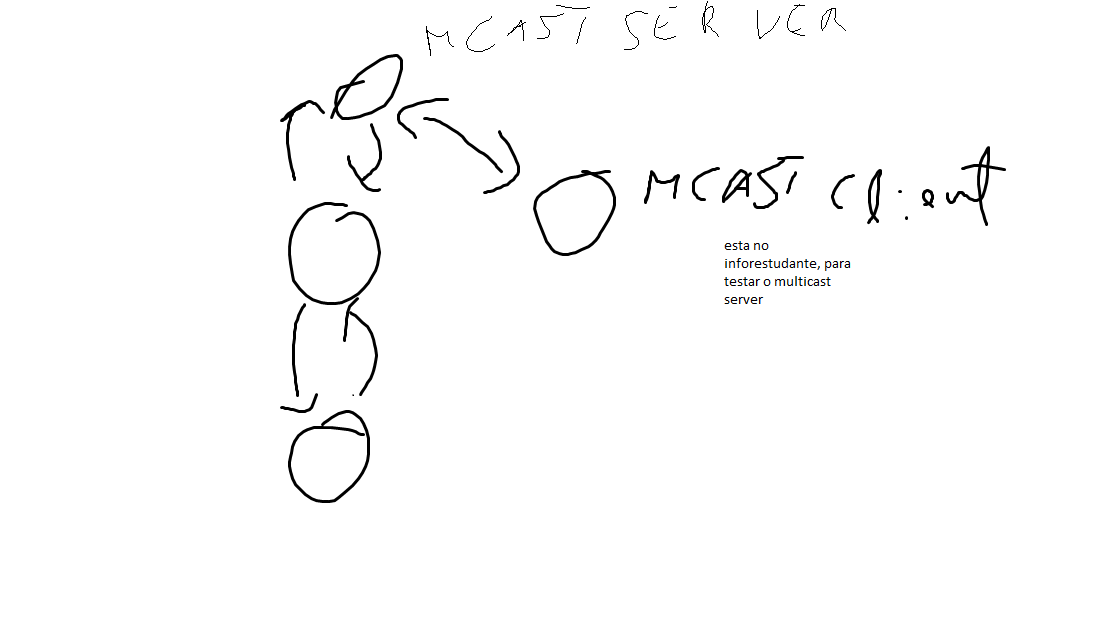 MCAST SERVER
MCAST Client
esta no
inforestudante, para
testar o multicast
server